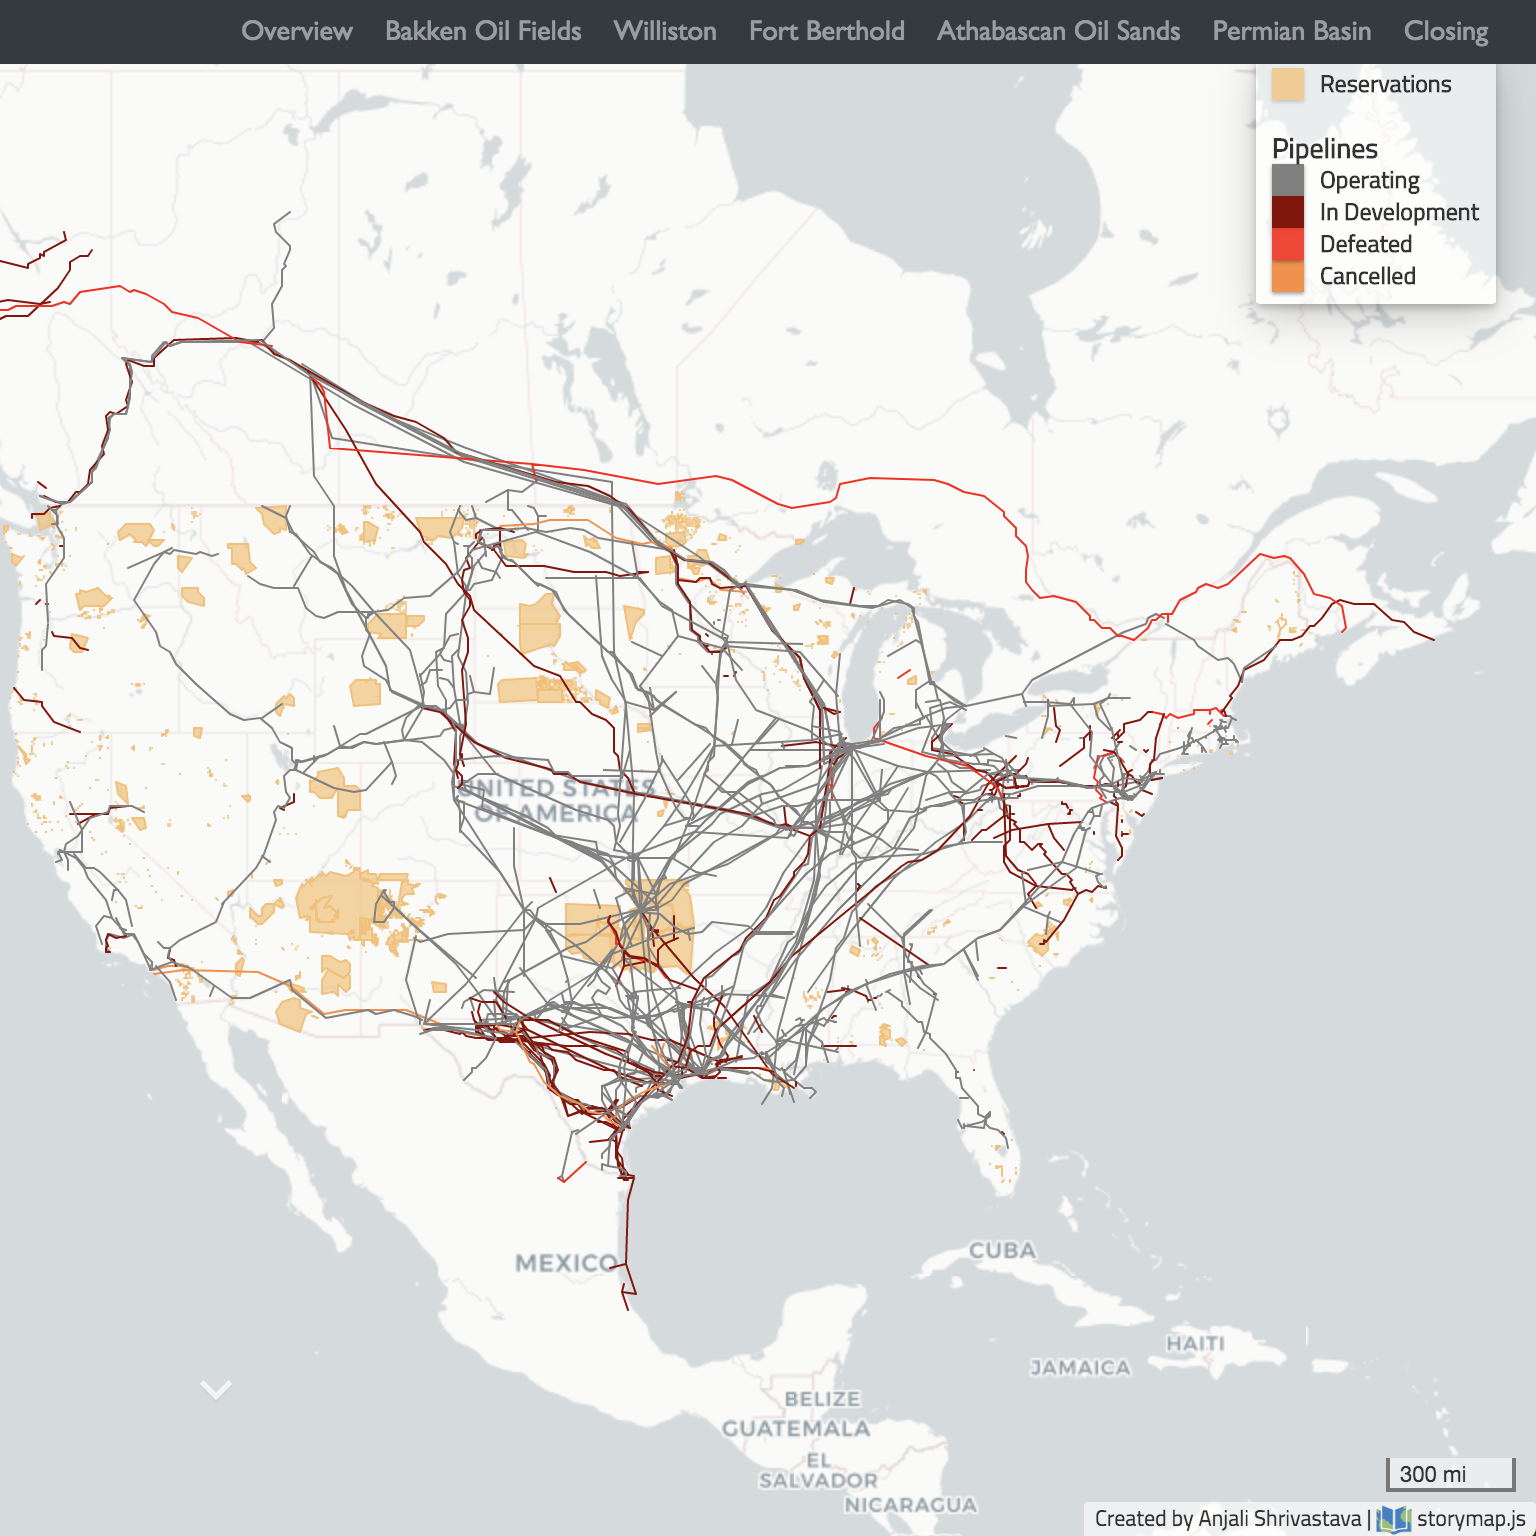 Overview Bakken Oil Fields Williston Fort Berthold Athabascan Oil Sands Permian Basin Closing
Reservations
Pipelines
Operating
In Development
Defeated
Cancelled
UNITED STATES
OF AMERICA
MEXICO
CUBA
HAITI
JAMAICA
BELIZE
GUATEMALA
EL
SALVADOR
NICARAGUA
300 mi
Created by Anjali Shrivastava | storymap.js